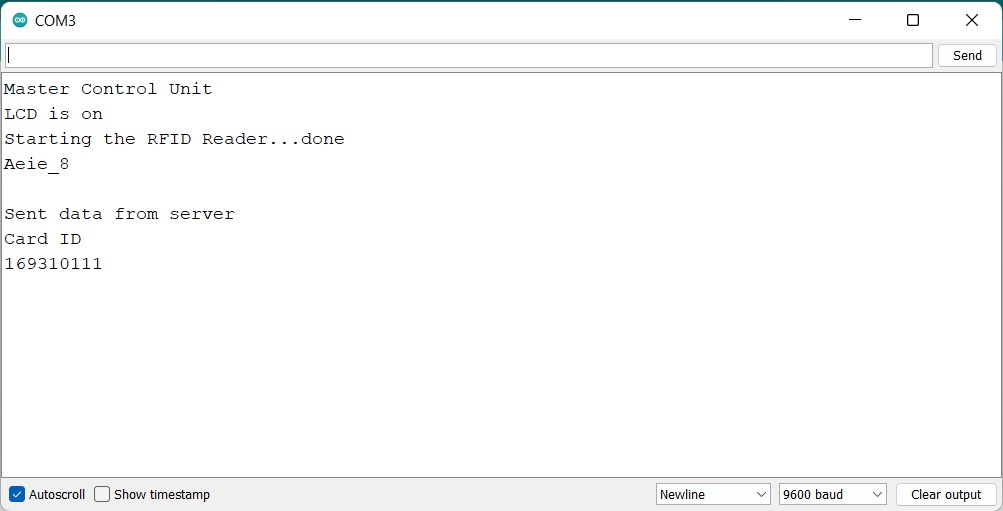 COM3
Send
Master Control Unit
LCD is on
Starting the RFID Reader...done
Aeie_8
Sent data from server
Card ID
169310111
Autoscroll
Show timestamp
Newline
9600 baud
Clear output